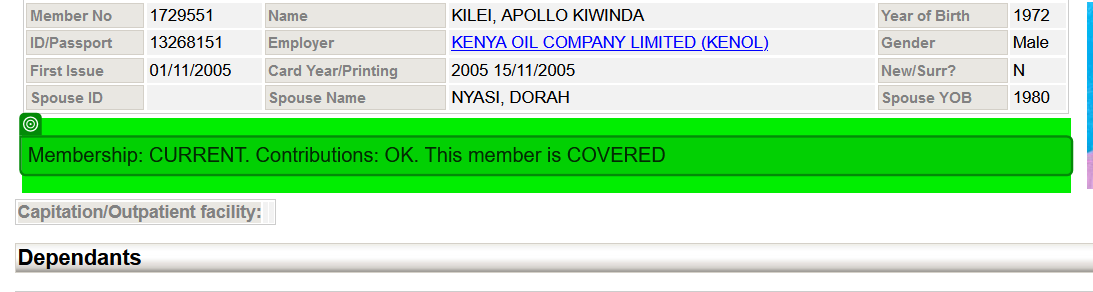 Member No 1729551 Name KILEI, APOLLO KIWINDA Year of Birth 1972
ID/Passport 13268151 Employer KENYA OIL COMPANY LIMITED (KENOL) Gender Male
First Issue 01/11/2005 Card Year/Printing 2005 15/11/2005 New/Surr? N
Spouse ID Spouse Name NYASI, DORAH Spouse YOB 1980
Membership: CURRENT. Contributions: OK. This member is COVERED
Capitation/Outpatient facility:
Dependants